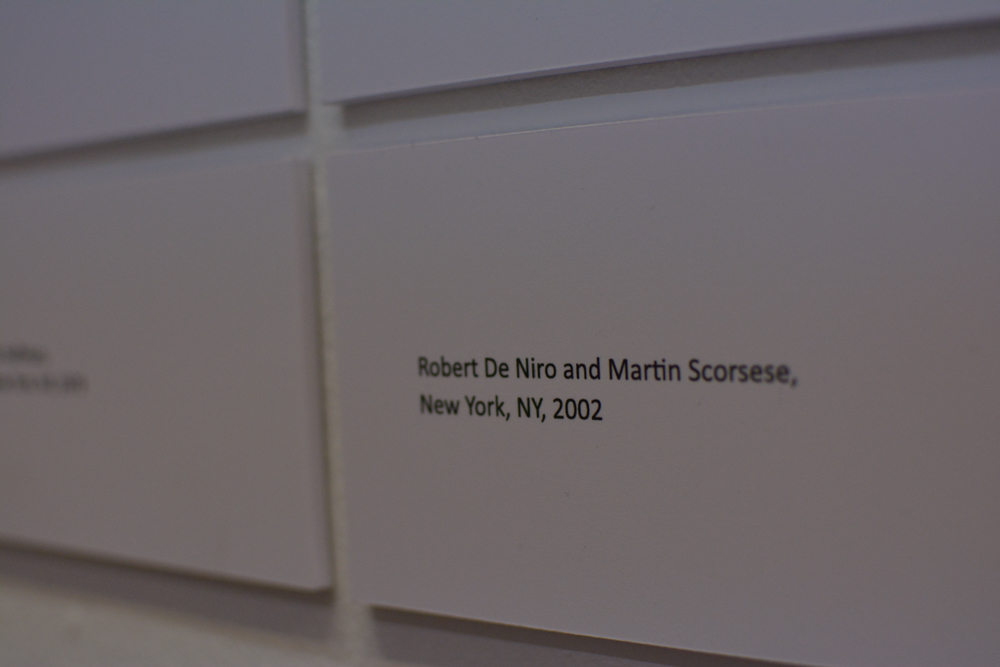 Robert De Niro and Martin Scorsese,
New York, NY, 2002